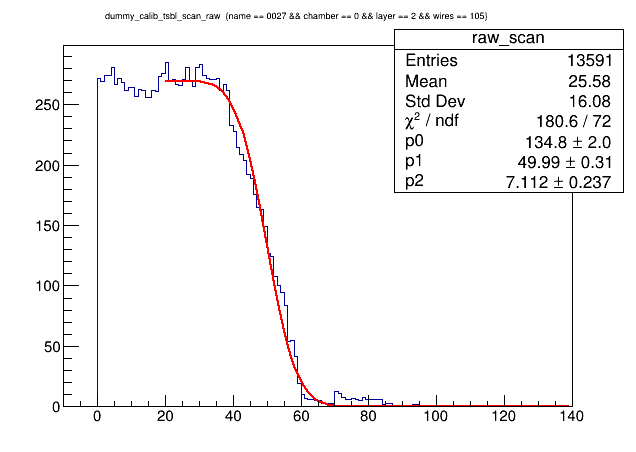 dummy_calib_tsbl_scan_raw (name == 0027 && chamber == 0 && layer == 2 && wires == 105)
raw_scan
Entries 13591
Mean 25.58
Std Dev 16.08
χ² / ndf 180.6 / 72
p0 134.8 ± 2.0
p1 49.99 ± 0.31
p2 7.112 ± 0.237
250
200
150
100
50
0
0 20 40 60 80 100 120 140